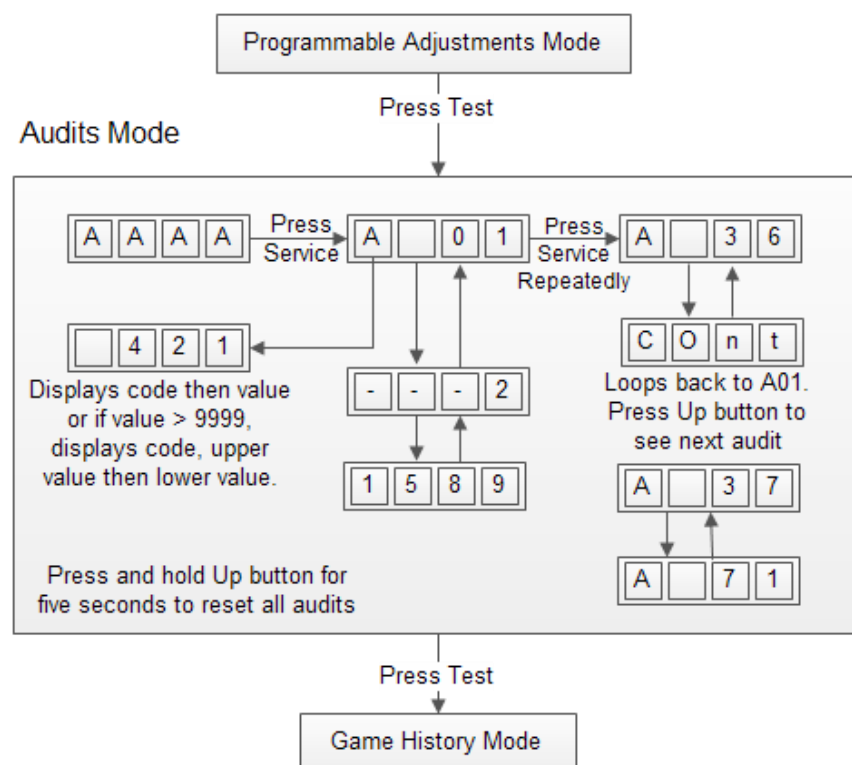 Programmable Adjustments Mode
Press Test
Audits Mode
A A A A
Press
Service
A 0 1
Press
Service
Repeatedly
A 3 6
4 2 1
Displays code then value
or if value > 9999,
displays code, upper
value then lower value.
- - - 2
1 5 8 9
C O n t
Loops back to A01.
Press Up button to
see next audit
A 3 7
A 7 1
Press and hold Up button for
five seconds to reset all audits
Press Test
Game History Mode